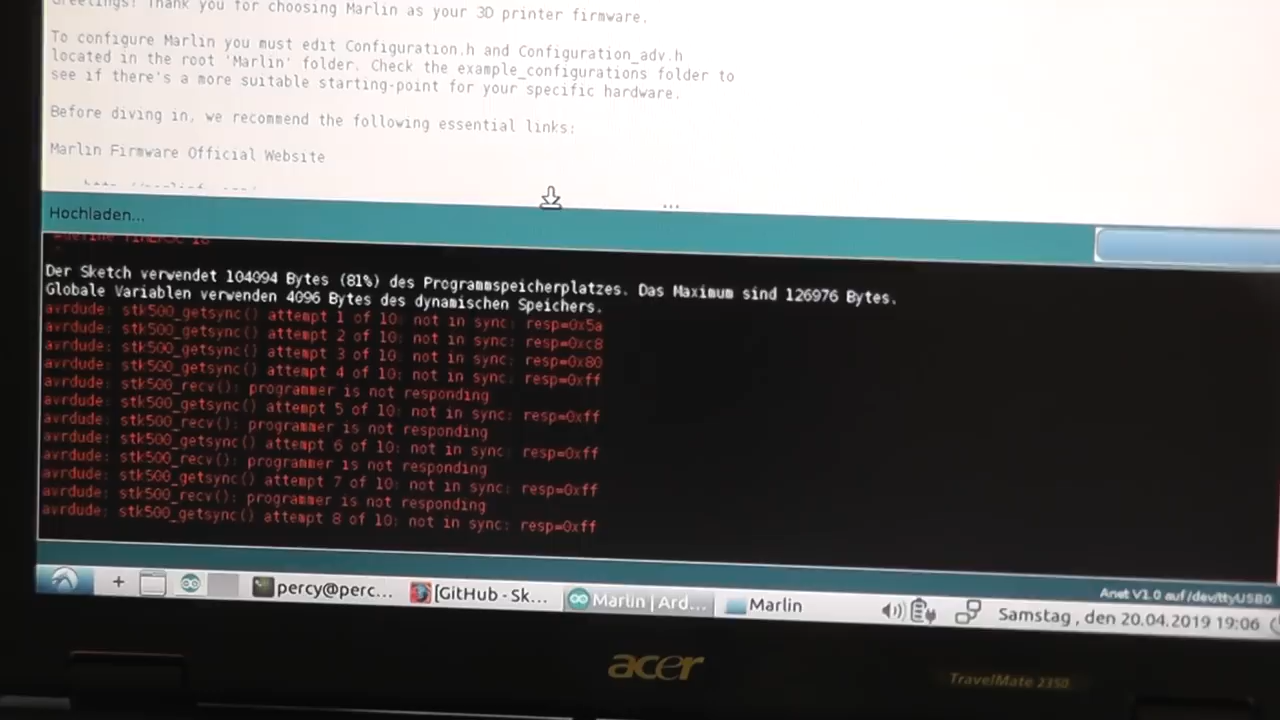 Greetings! Thank you for choosing Marlin as your 3D printer firmware.
To configure Marlin you must edit Configuration.h and Configuration_adv.h
located in the root 'Marlin' folder. Check the example_configurations folder to
see if there's a more suitable starting-point for your specific hardware.
Before diving in, we recommend the following essential links:
Marlin Firmware Official Website
...
Hochladen...
Der Sketch verwendet 104094 Bytes (81%) des Programmspeicherplatzes. Das Maximum sind 126976 Bytes.
Globale Variablen verwenden 4096 Bytes des dynamischen Speichers.
avrdude: stk500_getsync() attempt 1 of 10: not in sync: resp=0x5a
avrdude: stk500_getsync() attempt 2 of 10: not in sync: resp=0xc8
avrdude: stk500_getsync() attempt 3 of 10: not in sync: resp=0x80
avrdude: stk500_getsync() attempt 4 of 10: not in sync: resp=0xff
avrdude: stk500_recv(): programmer is not responding
avrdude: stk500_getsync() attempt 5 of 10: not in sync: resp=0xff
avrdude: stk500_recv(): programmer is not responding
avrdude: stk500_getsync() attempt 6 of 10: not in sync: resp=0xff
avrdude: stk500_recv(): programmer is not responding
avrdude: stk500_getsync() attempt 7 of 10: not in sync: resp=0xff
avrdude: stk500_recv(): programmer is not responding
avrdude: stk500_getsync() attempt 8 of 10: not in sync: resp=0xff
Anet V1.0 auf /dev/ttyUSB0
percy@perc... [GitHub - Sk... Marlin | Ard... Marlin Samstag, den 20.04.2019 19:06
acer
TravelMate 2350